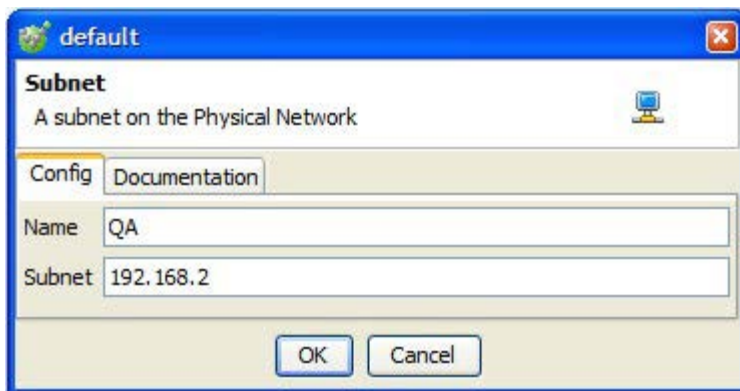 default
Subnet
A subnet on the Physical Network
Config Documentation
Name QA
Subnet 192.168.2
OK Cancel